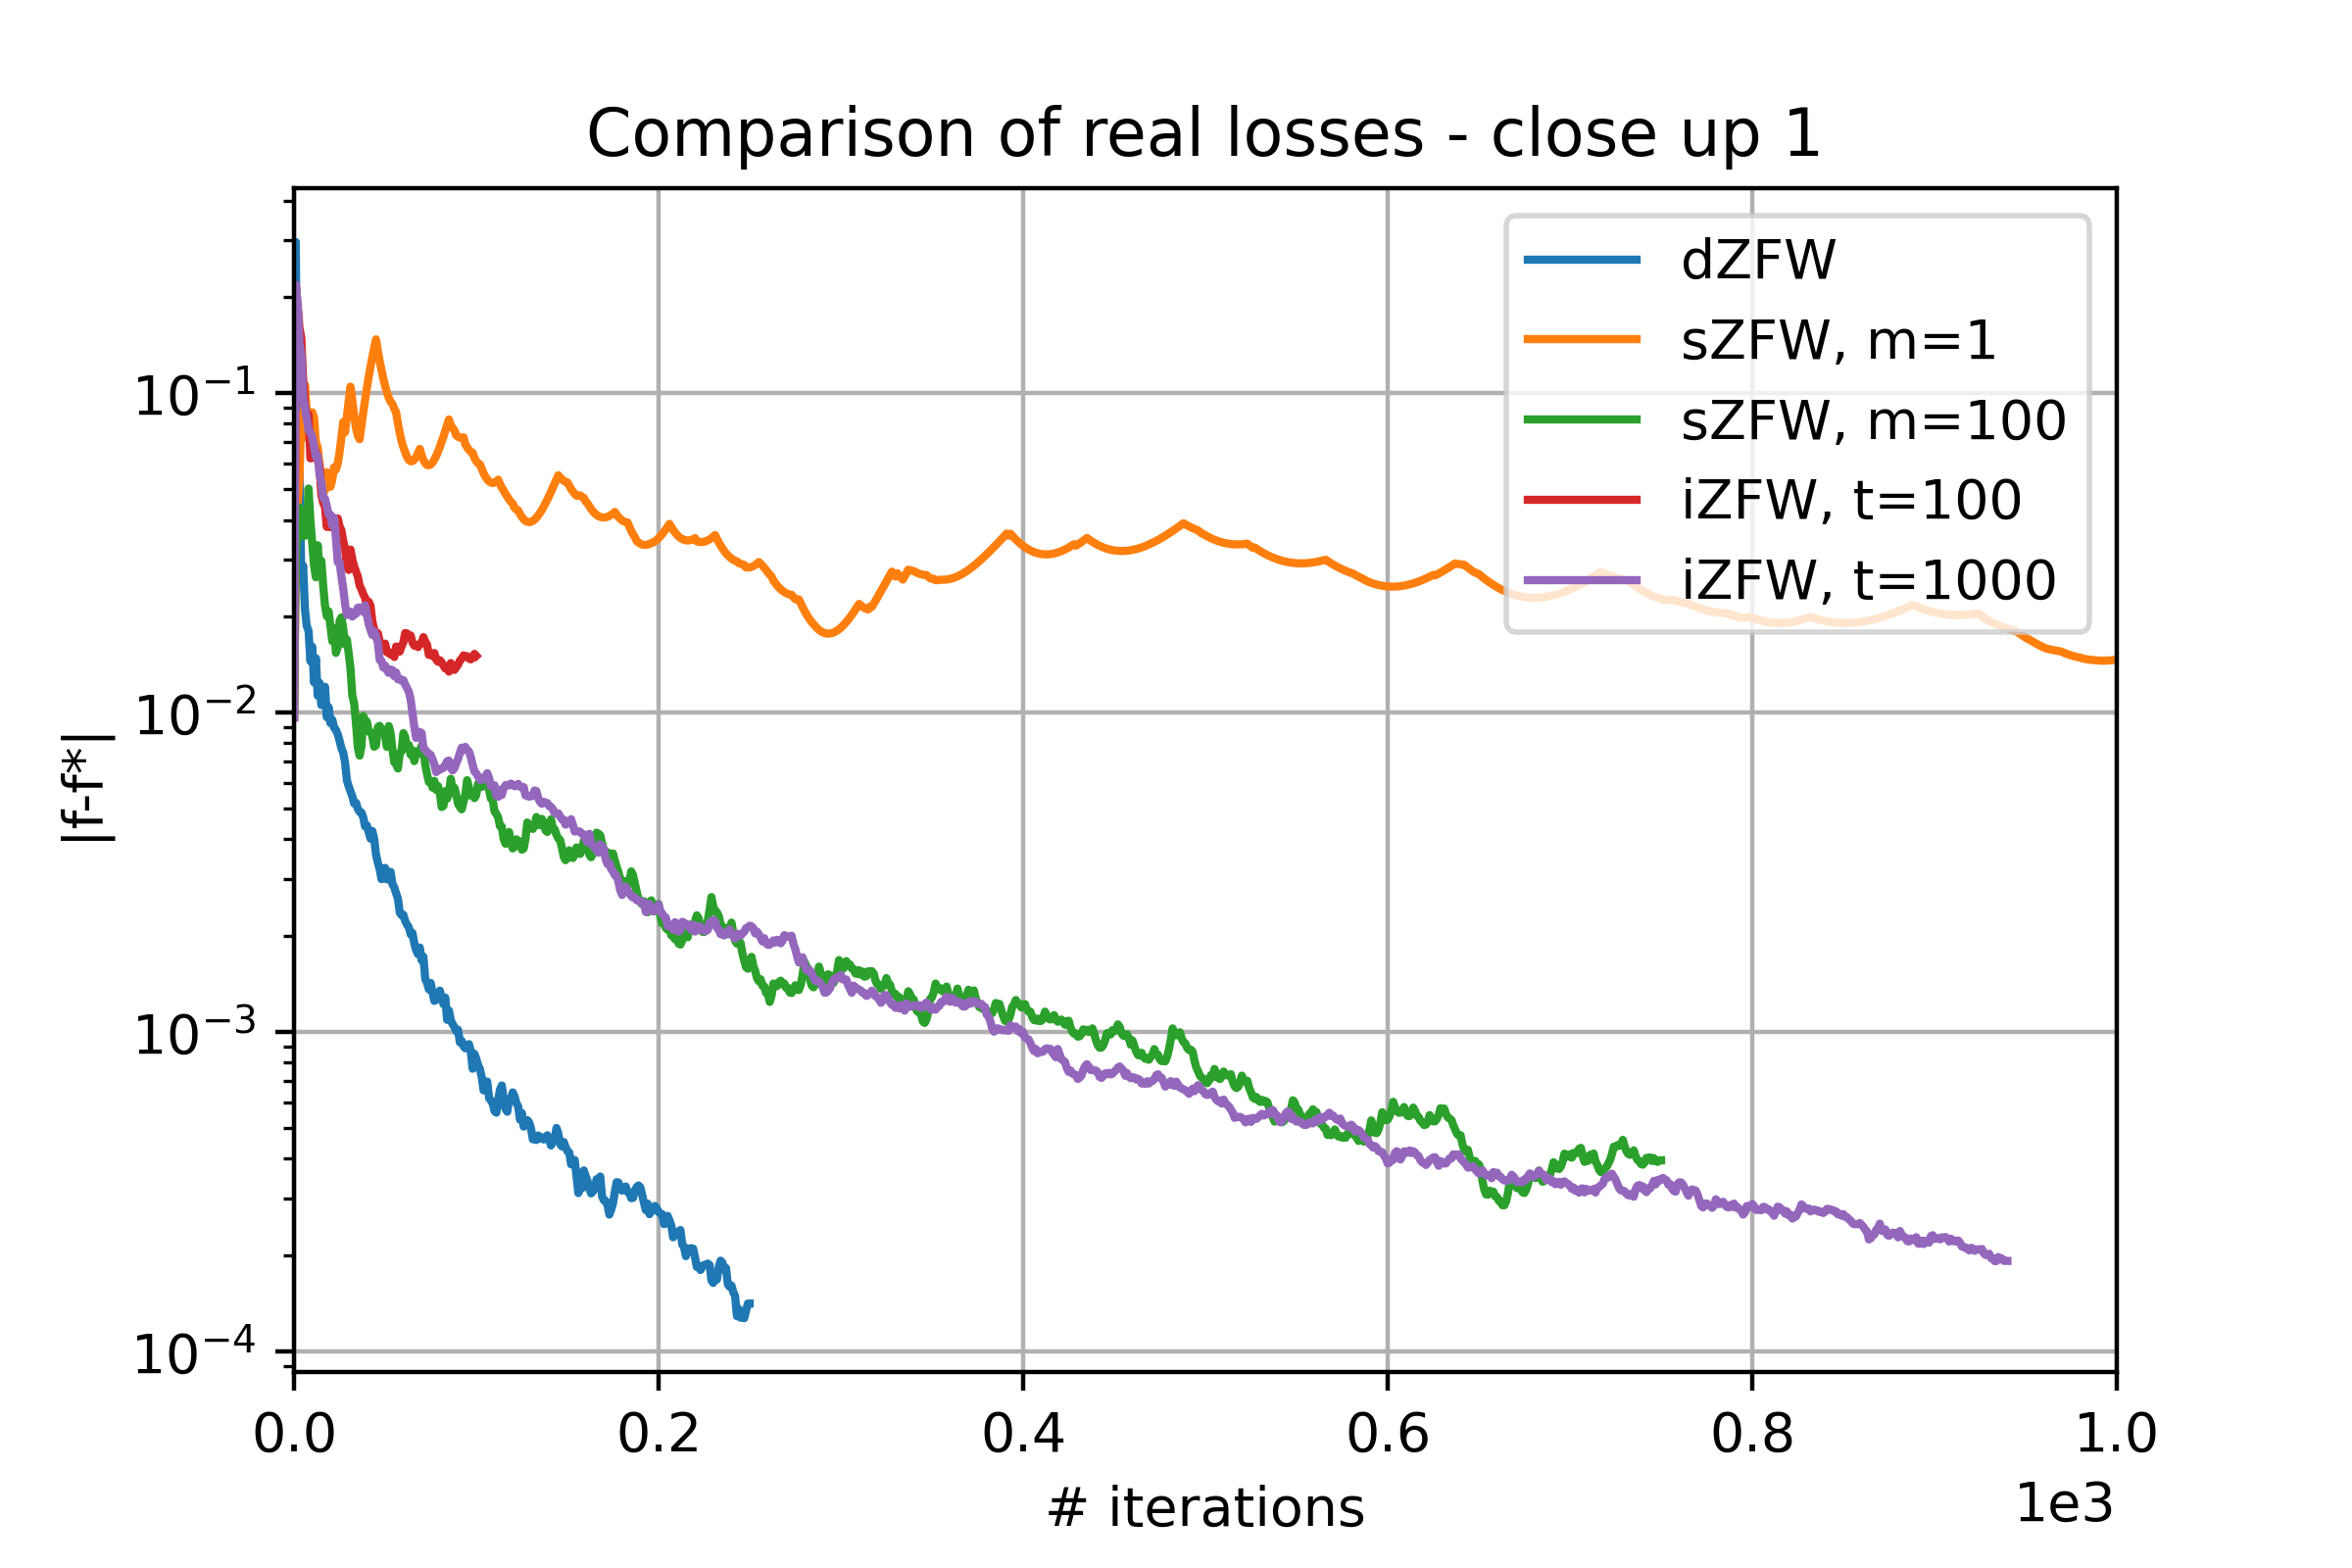 Comparison of real losses - close up 1
|f-f*|
10⁻¹
10⁻²
10⁻³
10⁻⁴
dZFW
sZFW, m=1
sZFW, m=100
iZFW, t=100
iZFW, t=1000
0.0 0.2 0.4 0.6 0.8 1.0
# iterations
1e3